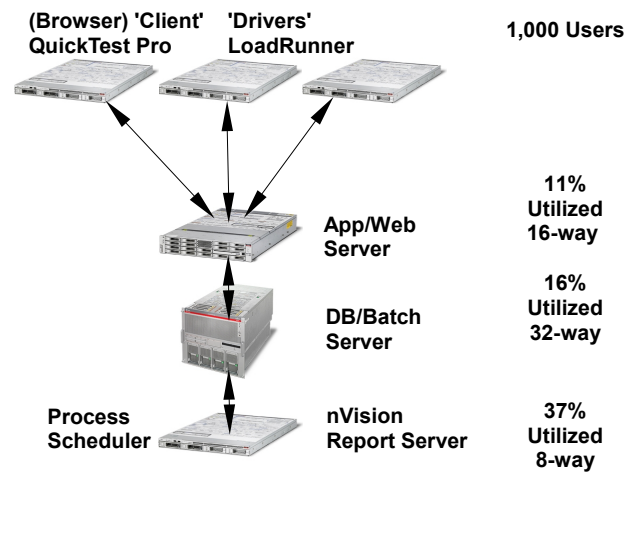 (Browser) 'Client' 'Drivers'
QuickTest Pro LoadRunner
1,000 Users
App/Web
Server
11%
Utilized
16-way
DB/Batch
Server
16%
Utilized
32-way
Process
Scheduler
nVision
Report Server
37%
Utilized
8-way